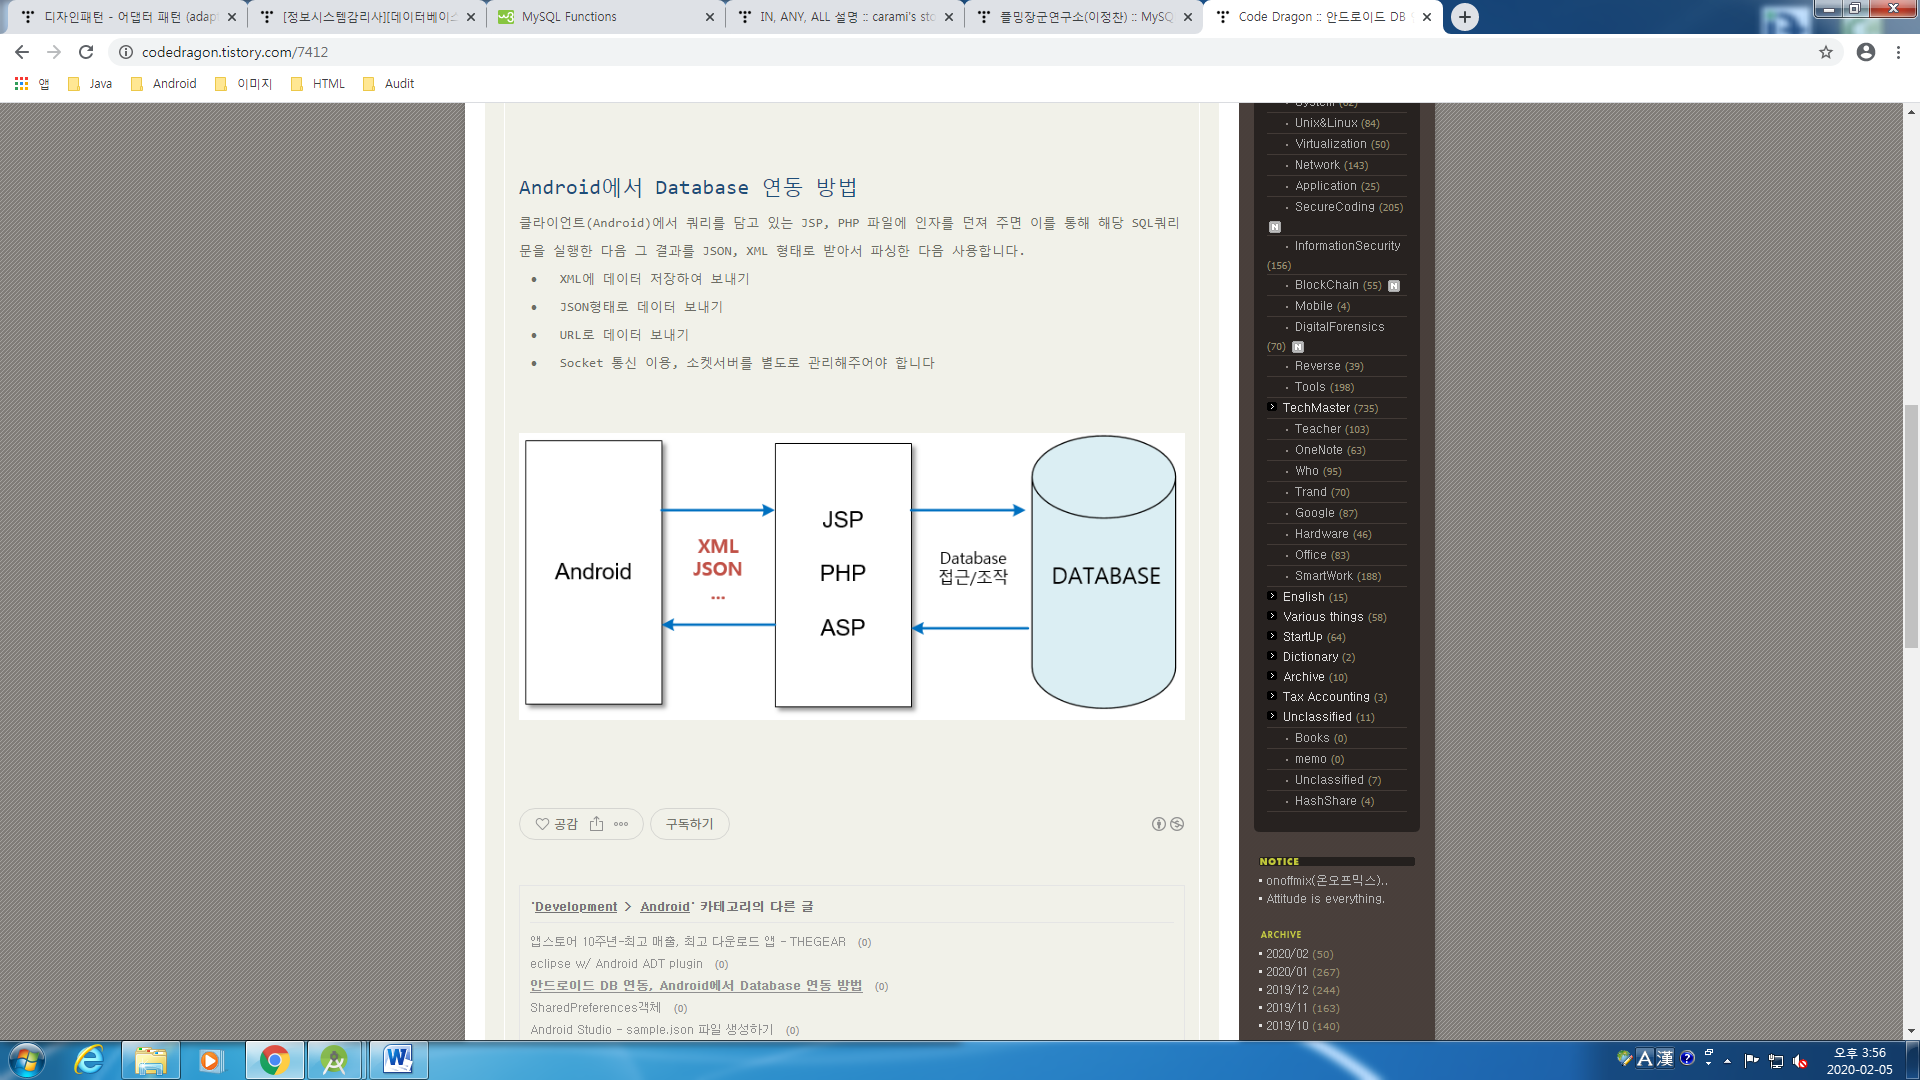 디자인패턴 - 어댑터 패턴 (adap
[정보시스템감리사][데이터베이스
MySQL Functions
IN, ANY, ALL 설명 :: carami's sto
플밍장군연구소(이정찬) :: MySQ
Code Dragon :: 안드로이드 DB
codedragon.tistory.com/7412
앱 Java Android 이미지 HTML Audit
Android에서 Database 연동 방법
클라이언트(Android)에서 쿼리를 담고 있는 JSP, PHP 파일에 인자를 던져 주면 이를 통해 해당 SQL쿼리
문을 실행한 다음 그 결과를 JSON, XML 형태로 받아서 파싱한 다음 사용합니다.
• XML에 데이터 저장하여 보내기
• JSON형태로 데이터 보내기
• URL로 데이터 보내기
• Socket 통신 이용, 소켓서버를 별도로 관리해주어야 합니다
Android
XML
JSON
...
JSP
PHP
ASP
Database
접근/조작
DATABASE
공감
구독하기
'Development > Android' 카테고리의 다른 글
앱스토어 10주년-최고 매출, 최고 다운로드 앱 - THEGEAR (0)
eclipse w/ Android ADT plugin (0)
안드로이드 DB 연동, Android에서 Database 연동 방법 (0)
SharedPreferences객체 (0)
Android Studio - sample.json 파일 생성하기 (0)
System (62)
Unix&Linux (84)
Virtualization (50)
Network (143)
Application (25)
SecureCoding (205)
N
InformationSecurity
(156)
BlockChain (55) N
Mobile (4)
DigitalForensics
(70) N
Reverse (39)
Tools (198)
TechMaster (735)
Teacher (103)
OneNote (63)
Who (95)
Trand (70)
Google (87)
Hardware (46)
Office (83)
SmartWork (188)
English (15)
Various things (58)
StartUp (64)
Dictionary (2)
Archive (10)
Tax Accounting (3)
Unclassified (11)
Books (0)
memo (0)
Unclassified (7)
HashShare (4)
NOTICE
onoffmix(온오프믹스)..
Attitude is everything.
ARCHIVE
2020/02 (50)
2020/01 (267)
2019/12 (244)
2019/11 (163)
2019/10 (140)
A 漢
오후 3:56
2020-02-05